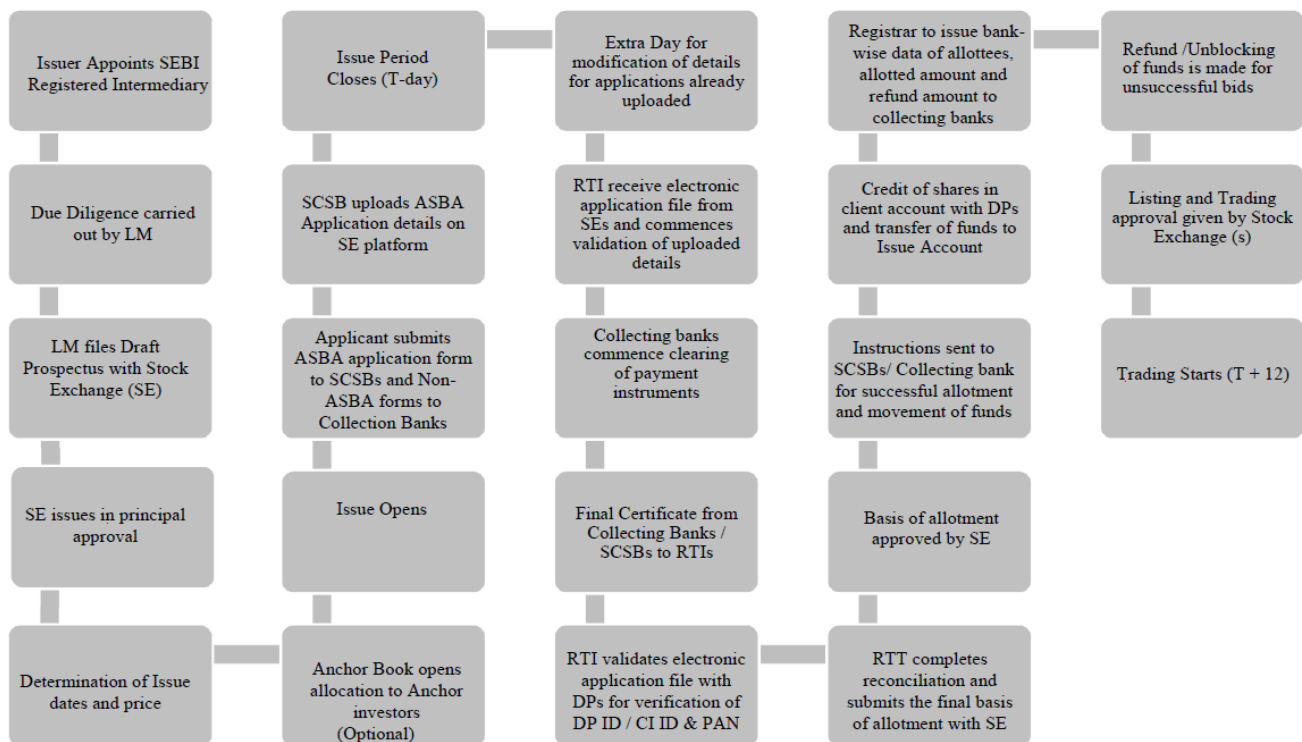 Issuer Appoints SEBI
Registered Intermediary
Due Diligence carried
out by LM
LM files Draft
Prospectus with Stock
Exchange (SE)
SE issues in principal
approval
Determination of Issue
dates and price
Anchor Book opens
allocation to Anchor
investors
(Optional)
Issue Opens
Applicant submits
ASBA application form
to SCSBs and Non-
ASBA forms to
Collection Banks
SCSB uploads ASBA
Application details on
SE platform
Issue Period
Closes (T-day)
Extra Day for
modification of details
for applications already
uploaded
RTI receive electronic
application file from
SEs and commences
validation of uploaded
details
Collecting banks
commence clearing
of payment
instruments
Final Certificate from
Collecting Banks /
SCSBs to RTIs
RTI validates electronic
application file with
DPs for verification of
DP ID / CI ID & PAN
RTT completes
reconciliation and
submits the final basis
of allotment with SE
Basis of allotment
approved by SE
Instructions sent to
SCSBs/ Collecting bank
for successful allotment
and movement of funds
Credit of shares in
client account with DPs
and transfer of funds to
Issue Account
Registrar to issue bank-
wise data of allottees,
allotted amount and
refund amount to
collecting banks
Refund /Unblocking
of funds is made for
unsuccessful bids
Listing and Trading
approval given by Stock
Exchange (s)
Trading Starts (T + 12)